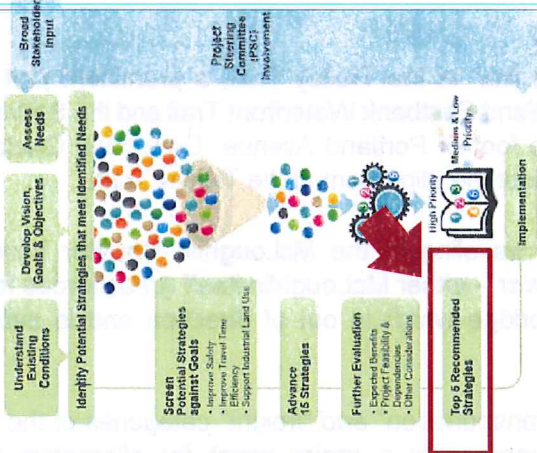 Understand
Existing
Conditions
Develop Vision,
Goals & Objectives
Assess
Needs
Broad
Stakeholder
Input
Identify Potential Strategies that meet Identified Needs
Screen
Potential Strategies
against Goals
• Improve Safety
• Improve Travel Time
Efficiency
• Support Industrial Land Use
Project
Steering
Committee
(PSC)
Involvement
Advance
15 Strategies
Further Evaluation
• Expected Benefits
• Project Feasibility &
Dependencies
• Other Considerations
Top 5 Recommended
Strategies
High Priority
& Low
Priority
Implementation